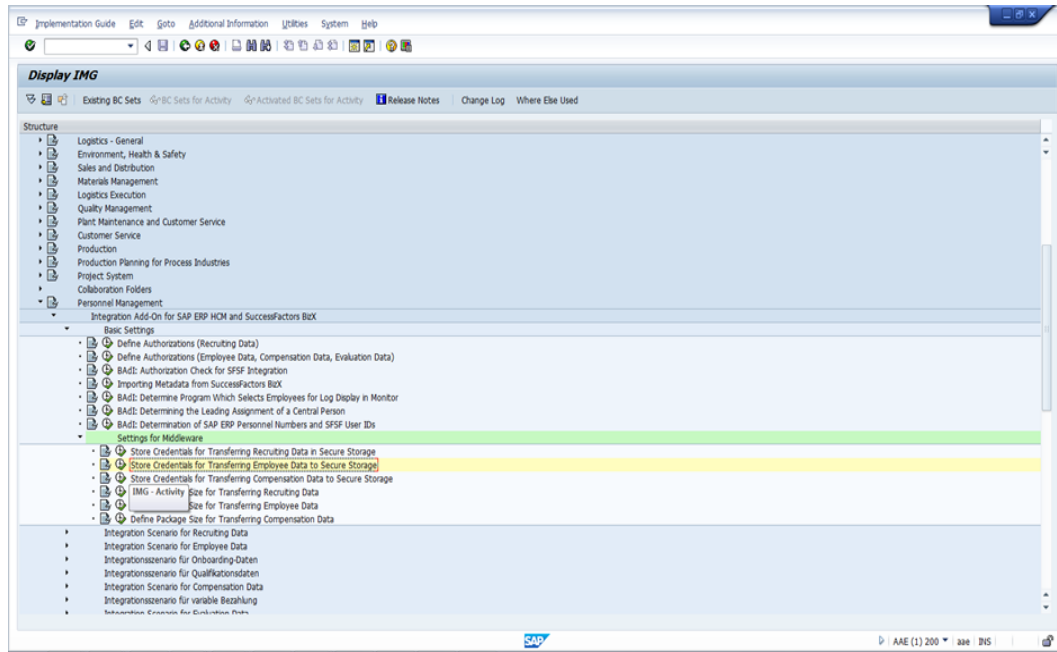 Implementation Guide Edit Goto Additional Information Utilities System Help
Display IMG
Existing BC Sets BC Sets for Activity Activated BC Sets for Activity Release Notes Change Log Where Else Used
Structure
Logistics - General
Environment, Health & Safety
Sales and Distribution
Materials Management
Logistics Execution
Quality Management
Plant Maintenance and Customer Service
Customer Service
Production
Production Planning for Process Industries
Project System
Collaboration Folders
Personnel Management
Integration Add-On for SAP ERP HCM and SuccessFactors BizX
Basic Settings
Define Authorizations (Recruiting Data)
Define Authorizations (Employee Data, Compensation Data, Evaluation Data)
BAdI: Authorization Check for SFSF Integration
Importing Metadata from SuccessFactors BizX
BAdI: Determine Program Which Selects Employees for Log Display in Monitor
BAdI: Determining the Leading Assignment of a Central Person
BAdI: Determination of SAP ERP Personnel Numbers and SFSF User IDs
Settings for Middleware
Store Credentials for Transferring Recruiting Data in Secure Storage
Store Credentials for Transferring Employee Data to Secure Storage
Store Credentials for Transferring Compensation Data to Secure Storage
IMG - Activity Size for Transferring Recruiting Data
Size for Transferring Employee Data
Define Package Size for Transferring Compensation Data
Integration Scenario for Recruiting Data
Integration Scenario for Employee Data
Integrationsszenario für Onboarding-Daten
Integrationsszenario für Qualifikationsdaten
Integration Scenario for Compensation Data
Integrationsszenario für variable Bezahlung
Integration Scenario for Evaluation Data
SAP AAE (1) 200 aae INS